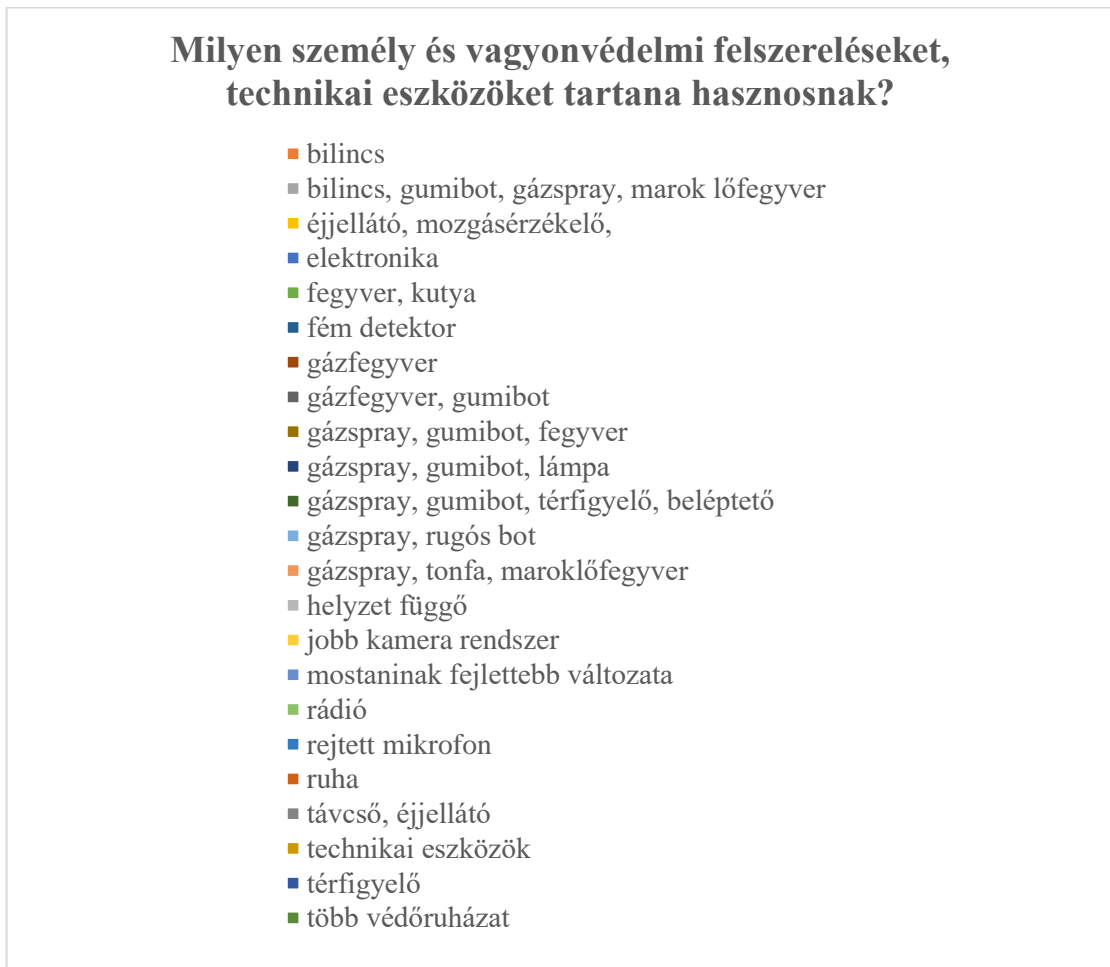 Milyen személy és vagyonvédelmi felszereléseket,
technikai eszközöket tartana hasznosnak?
bilincs
bilincs, gumibot, gázspray, marok lőfegyver
éjjellátó, mozgásérzékelő,
elektronika
fegyver, kutya
fém detektor
gázfegyver
gázfegyver, gumibot
gázspray, gumibot, fegyver
gázspray, gumibot, lámpa
gázspray, gumibot, térfigyelő, beléptető
gázspray, rugós bot
gázspray, tonfa, maroklőfegyver
helyzet függő
jobb kamera rendszer
mostaninak fejlettebb változata
rádió
rejtett mikrofon
ruha
távcső, éjjellátó
technikai eszközök
térfigyelő
több védőruházat